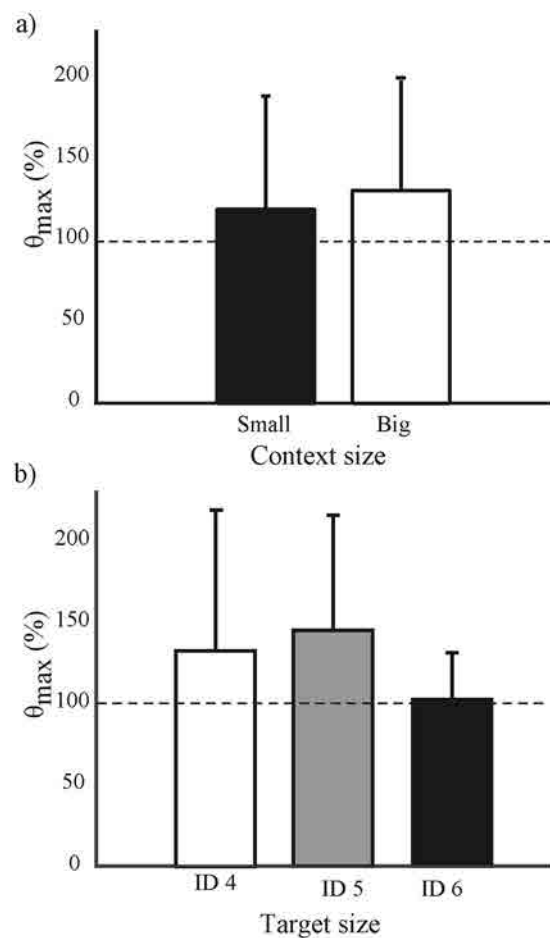 a)
200
150
100
50
0
θmax (%)
Small Big
Context size
b)
200
150
100
50
0
θmax (%)
ID 4 ID 5 ID 6
Target size